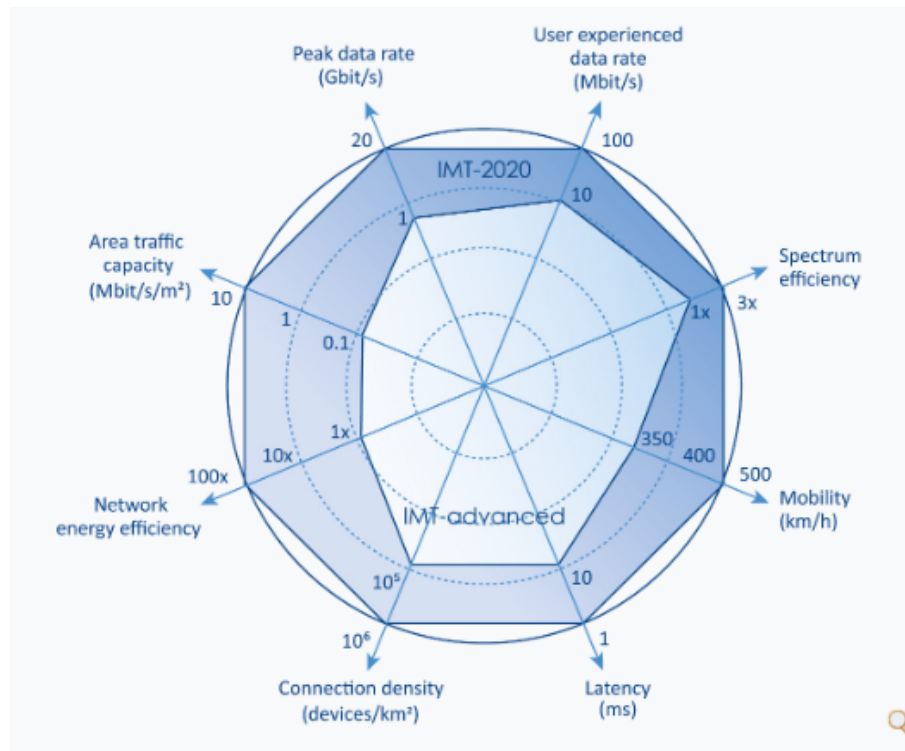 Peak data rate
(Gbit/s)
User experienced
data rate
(Mbit/s)
20
100
IMT-2020
1
10
Area traffic
capacity
(Mbit/s/m²)
Spectrum
efficiency
10
1
0.1
1x
3x
1x
10x
100x
350
400
500
Network
energy efficiency
Mobility
(km/h)
IMT-advanced
10⁵
10
10⁶
1
Connection density
(devices/km²)
Latency
(ms)